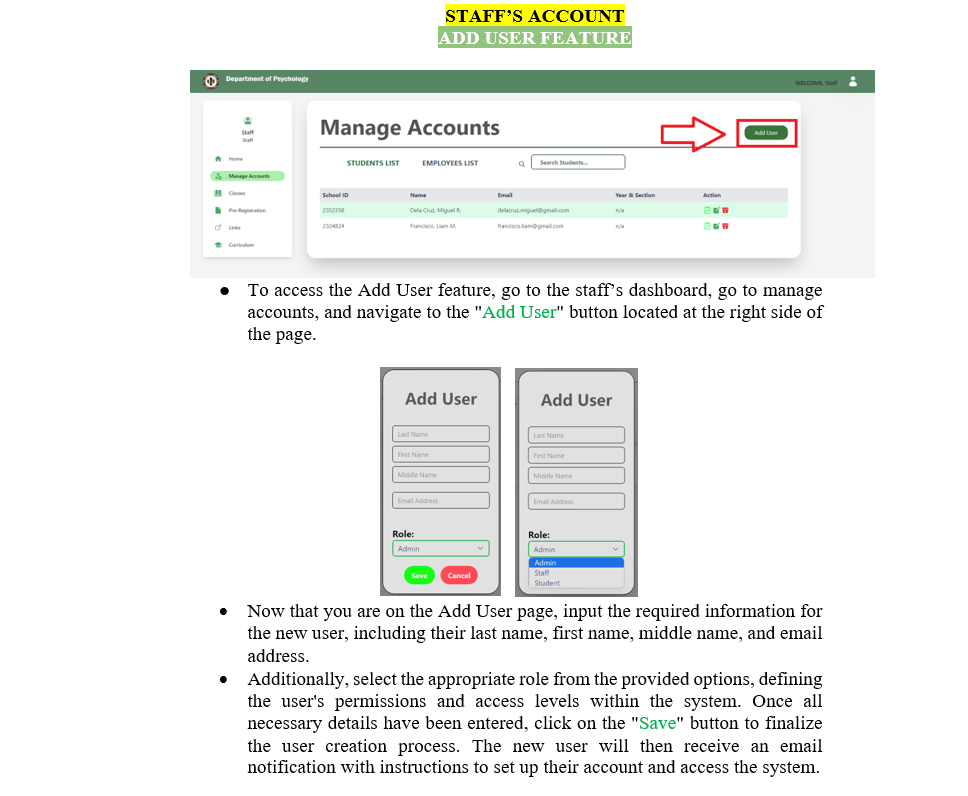 STAFF’S ACCOUNT
ADD USER FEATURE
Department of Psychology
WELCOME, Staff
Staff
Staff
Home
Manage Accounts
Classes
Pre-Registration
Links
Curriculum
Manage Accounts
Add User
STUDENTS LIST EMPLOYEES LIST Search Students...
School ID Name Email Year & Section Action
2352358 Dela Cruz, Miguel R. delacruz.miguel@gmail.com n/a
2324824 Francisco, Liam M. francisco.liam@gmail.com n/a
● To access the Add User feature, go to the staff’s dashboard, go to manage
accounts, and navigate to the "Add User" button located at the right side of
the page.
Add User
Last Name
First Name
Middle Name
Email Address
Role:
Admin
Save Cancel
Add User
Last Name
First Name
Middle Name
Email Address
Role:
Admin
Admin
Staff
Student
● Now that you are on the Add User page, input the required information for
the new user, including their last name, first name, middle name, and email
address.
● Additionally, select the appropriate role from the provided options, defining
the user's permissions and access levels within the system. Once all
necessary details have been entered, click on the "Save" button to finalize
the user creation process. The new user will then receive an email
notification with instructions to set up their account and access the system.